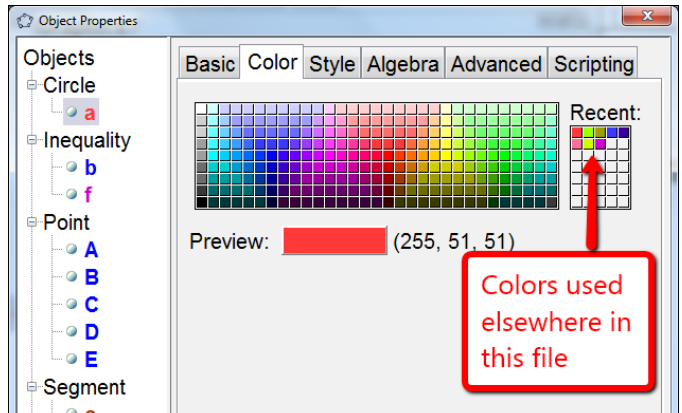 Object Properties
Objects
Circle
a
Inequality
b
f
Point
A
B
C
D
E
Segment
Basic Color Style Algebra Advanced Scripting
Recent:
Preview: (255, 51, 51)
Colors used
elsewhere in
this file